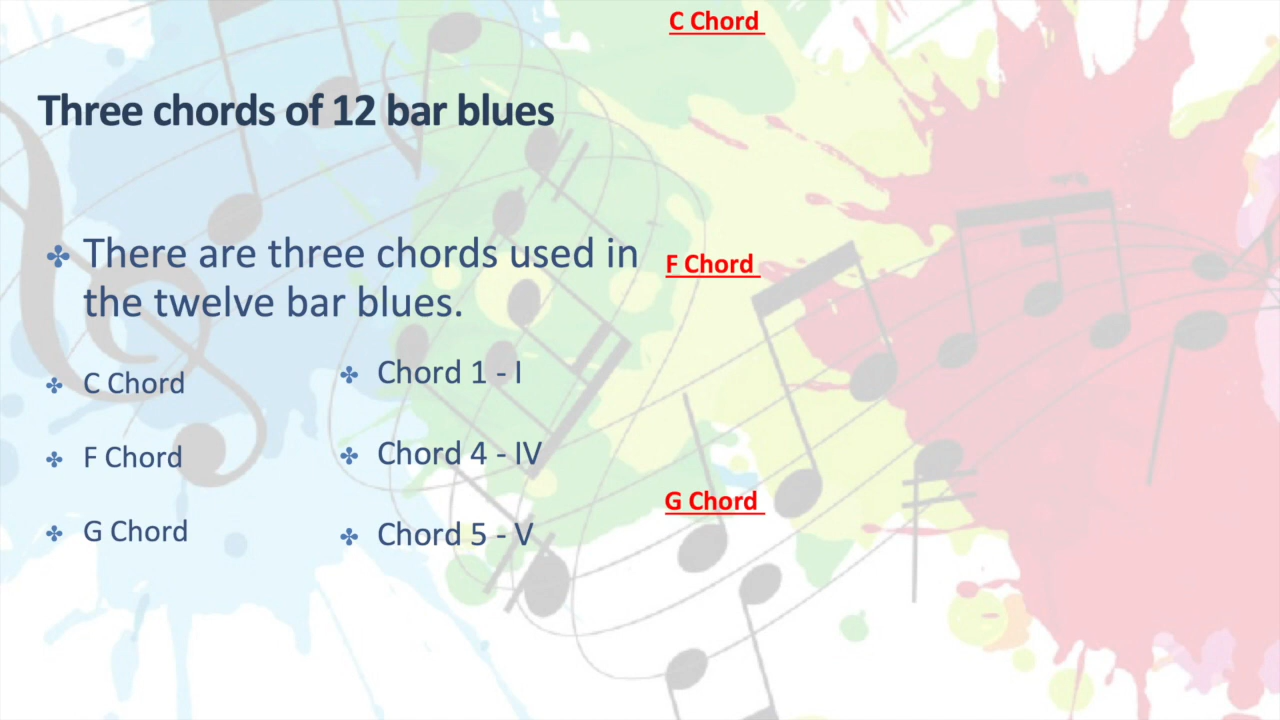 Three chords of 12 bar blues
There are three chords used in
the twelve bar blues.
C Chord
F Chord
G Chord
Chord 1 - I
Chord 4 - IV
Chord 5 - V
C Chord
F Chord
G Chord